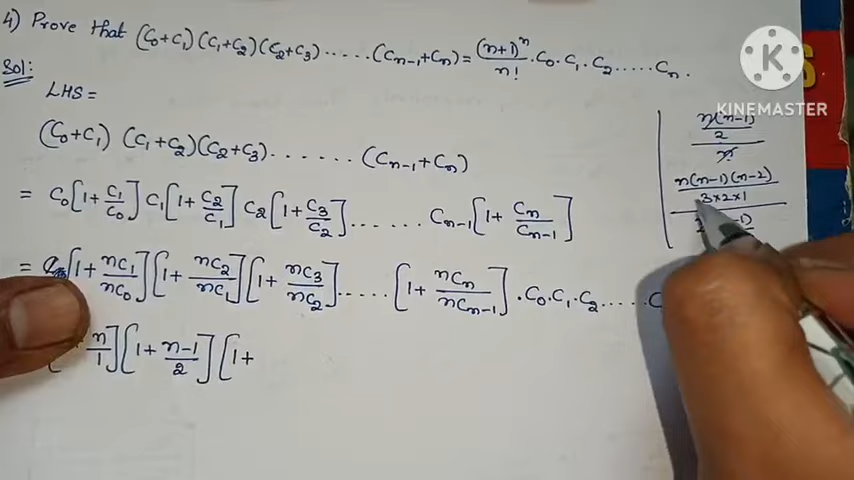 4) Prove that (C₀+C₁)(C₁+C₂)(C₂+C₃)......(Cₙ₋₁+Cₙ)=(n+1)ⁿ/n! . C₀.C₁.C₂.....Cₙ.
Sol:
LHS=
(C₀+C₁) (C₁+C₂)(C₂+C₃).......(Cₙ₋₁+Cₙ)
= C₀[1+C₁/C₀] C₁[1+C₂/C₁] C₂[1+C₃/C₂]...... Cₙ₋₁[1+Cₙ/Cₙ₋₁]
= [1+nC₁/nC₀][1+nC₂/nC₁][1+nC₃/nC₂].....[1+nCₙ/nCₙ₋₁].C₀.C₁.C₂.....C
n/1][1+n-1/2][1+
K
KINEMASTER
n(n-1)
2
n
n(n-1)(n-2)
3×2×1